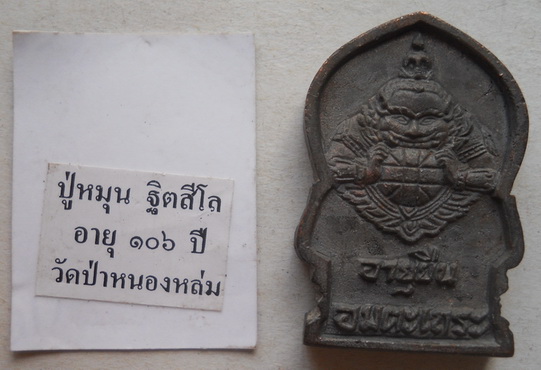 ปู่หมุน ฐิตสีโล
อายุ ๑๐๖ ปี
วัดป่าหนองหล่ม
อายุยืน